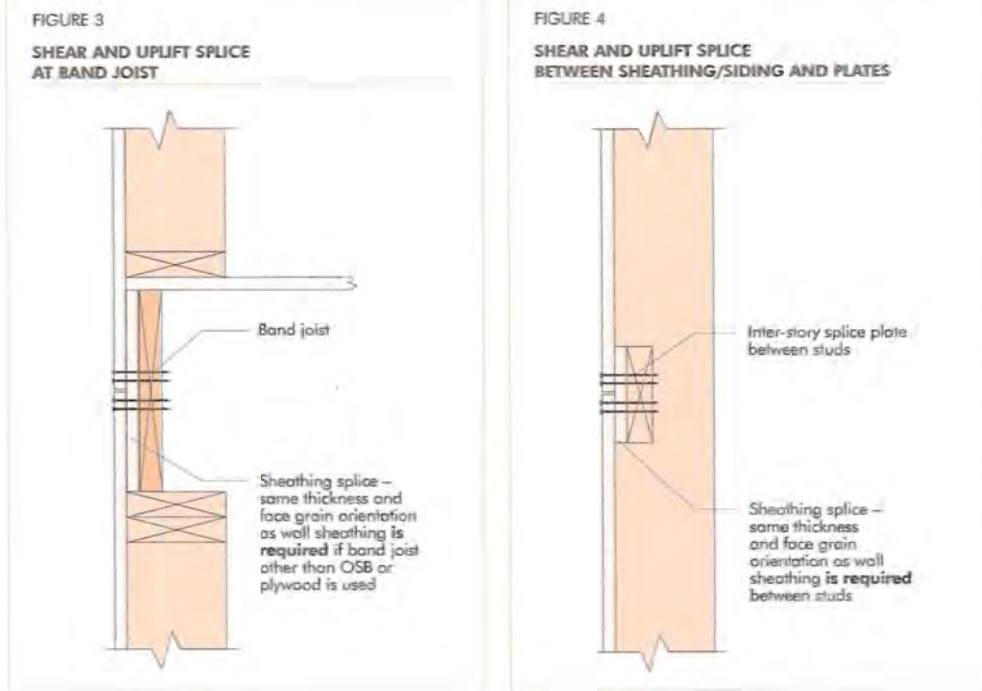 FIGURE 3
SHEAR AND UPLIFT SPLICE
AT BAND JOIST
Band joist
Sheathing splice –
same thickness and
face grain orientation
as wall sheathing is
required if band joist
other than OSB or
plywood is used
FIGURE 4
SHEAR AND UPLIFT SPLICE
BETWEEN SHEATHING/SIDING AND PLATES
Inter-story splice plate
between studs
Sheathing splice –
same thickness
and face grain
orientation as wall
sheathing is required
between studs